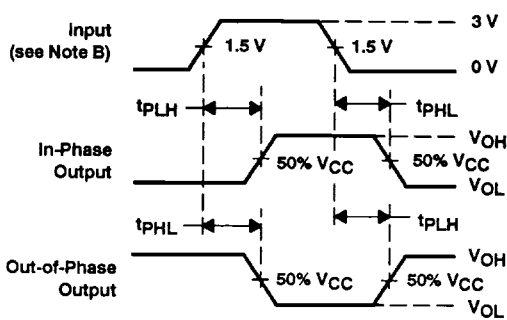 Input
(see Note B)
1.5 V
1.5 V
3 V
0 V
tPLH
tPHL
In-Phase
Output
50% VCC
VOH
50% VCC
VOL
tPHL
tPLH
Out-of-Phase
Output
50% VCC
VOH
50% VCC
VOL